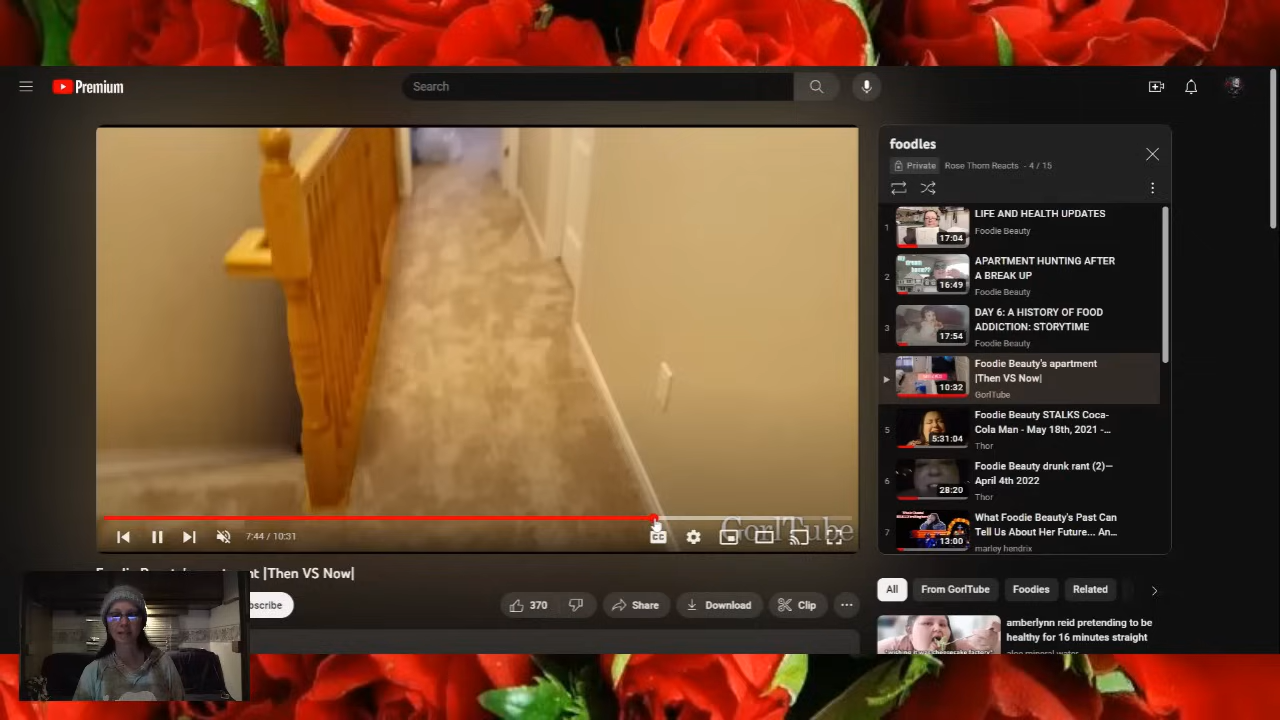 Premium
Search
foodles
Private Rose Thorn Reacts - 4 / 15
1
LIFE AND HEALTH UPDATES
Foodie Beauty
17:04
2
APARTMENT HUNTING AFTER
A BREAK UP
Foodie Beauty
16:49
3
DAY 6: A HISTORY OF FOOD
ADDICTION: STORYTIME
Foodie Beauty
17:54
Foodie Beauty's apartment
|Then VS Now|
GorlTube
10:32
5
Foodie Beauty STALKS Coca-
Cola Man - May 18th, 2021 -...
Thor
5:31:04
6
Foodie Beauty drunk rant (2)—
April 4th 2022
Thor
28:20
7
What Foodie Beauty's Past Can
Tell Us About Her Future... An...
marley hendrix
13:00
GorlTube
7:44 / 10:31
CC
nt |Then VS Now|
bscribe
370
Share
Download
Clip
All
From GorlTube
Foodies
Related
amberlynn reid pretending to be
healthy for 16 minutes straight